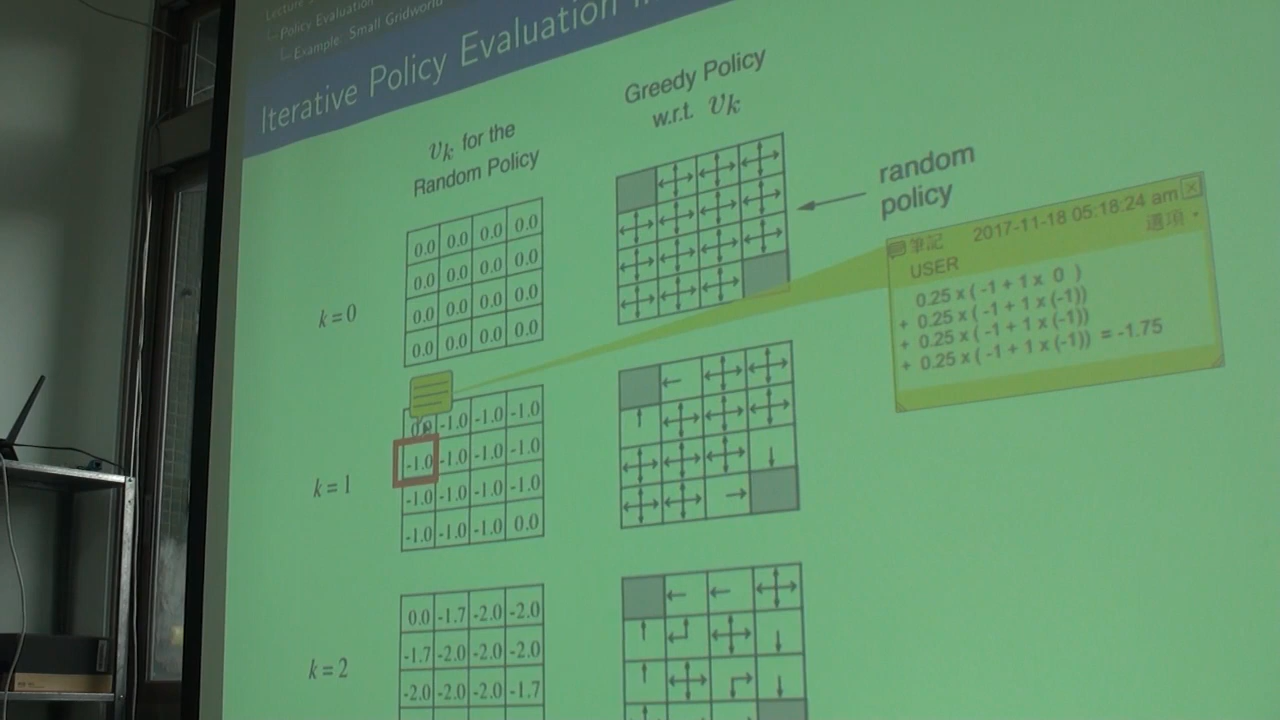 Lecture
Policy Evaluation
Example: Small Gridworld
Iterative Policy Evaluation
vk for the
Random Policy
Greedy Policy
w.r.t. vk
k = 0
0.0 0.0 0.0 0.0
0.0 0.0 0.0 0.0
0.0 0.0 0.0 0.0
0.0 0.0 0.0 0.0
random
policy
筆記 2017-11-18 05:18:24 am
選項
USER
0.25 x ( -1 + 1 x 0 )
+ 0.25 x ( -1 + 1 x (-1))
+ 0.25 x ( -1 + 1 x (-1))
+ 0.25 x ( -1 + 1 x (-1)) = -1.75
k = 1
0.0 -1.0 -1.0 -1.0
-1.0 -1.0 -1.0 -1.0
-1.0 -1.0 -1.0 -1.0
-1.0 -1.0 -1.0 0.0
k = 2
0.0 -1.7 -2.0 -2.0
-1.7 -2.0 -2.0 -2.0
-2.0 -2.0 -2.0 -1.7